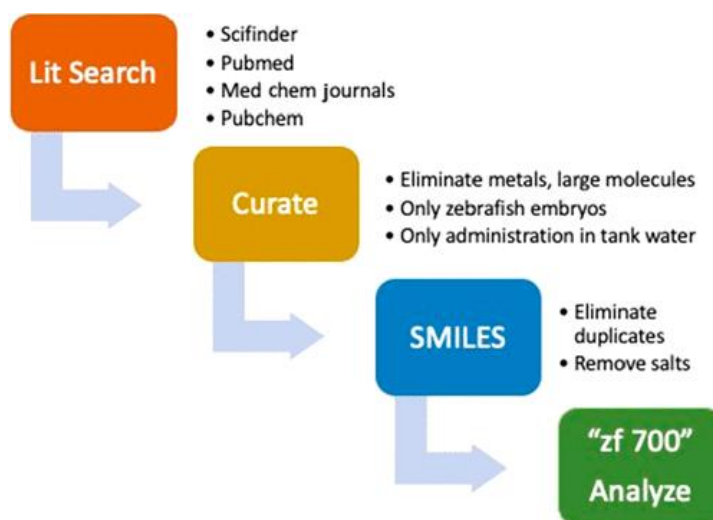 Lit Search
• Scifinder
• Pubmed
• Med chem journals
• Pubchem
Curate
• Eliminate metals, large molecules
• Only zebrafish embryos
• Only administration in tank water
SMILES
• Eliminate
duplicates
• Remove salts
"zf 700"
Analyze